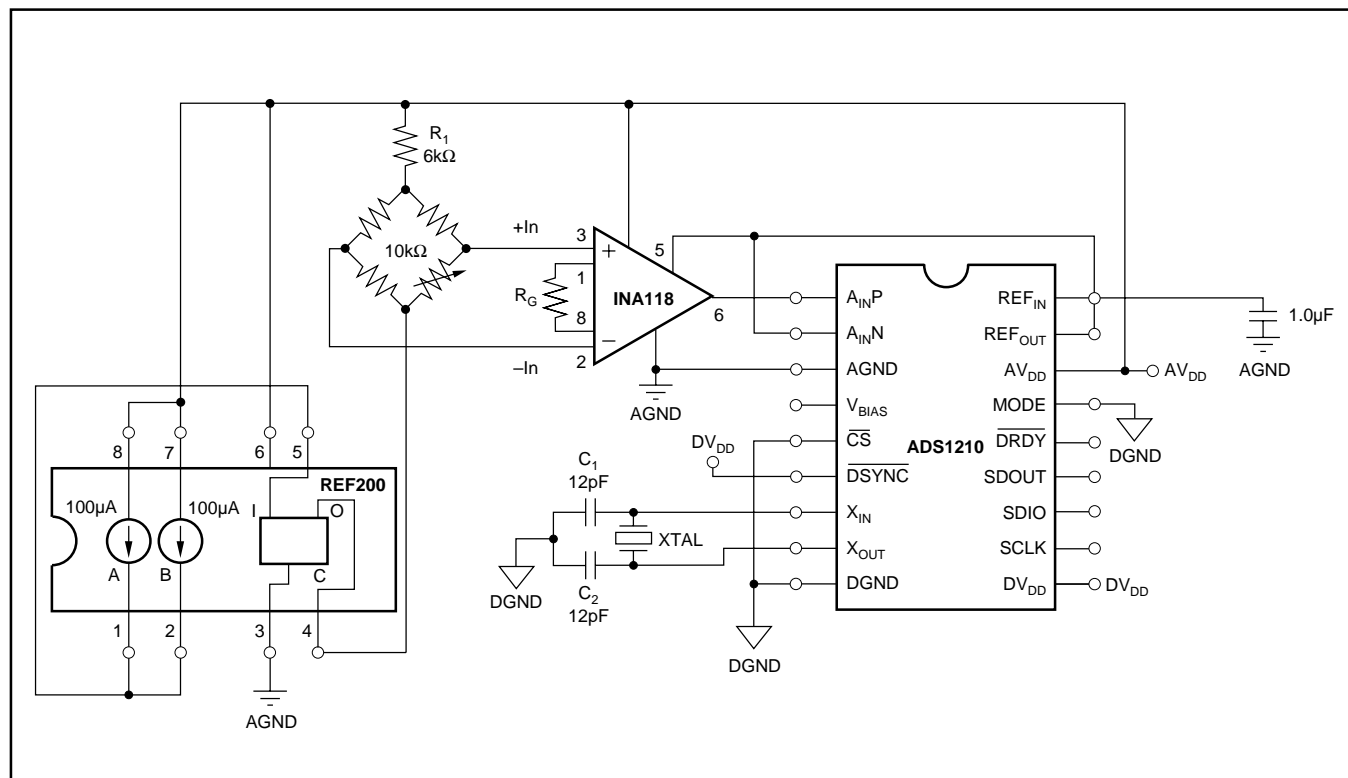 R1
6kΩ
10kΩ
+In
–In
RG
3
1
8
2
+
–
5
6
INA118
AGND
8
7
6
5
REF200
100µA
100µA
I
O
A
B
C
1
2
3
4
AGND
AINP
AINN
AGND
VBIAS
CS
DSYNC
XIN
XOUT
DGND
ADS1210
REFIN
REFOUT
AVDD
MODE
DRDY
SDOUT
SDIO
SCLK
DVDD
1.0µF
AGND
AVDD
DGND
DVDD
DVDD
C1
12pF
XTAL
C2
12pF
DGND
DGND